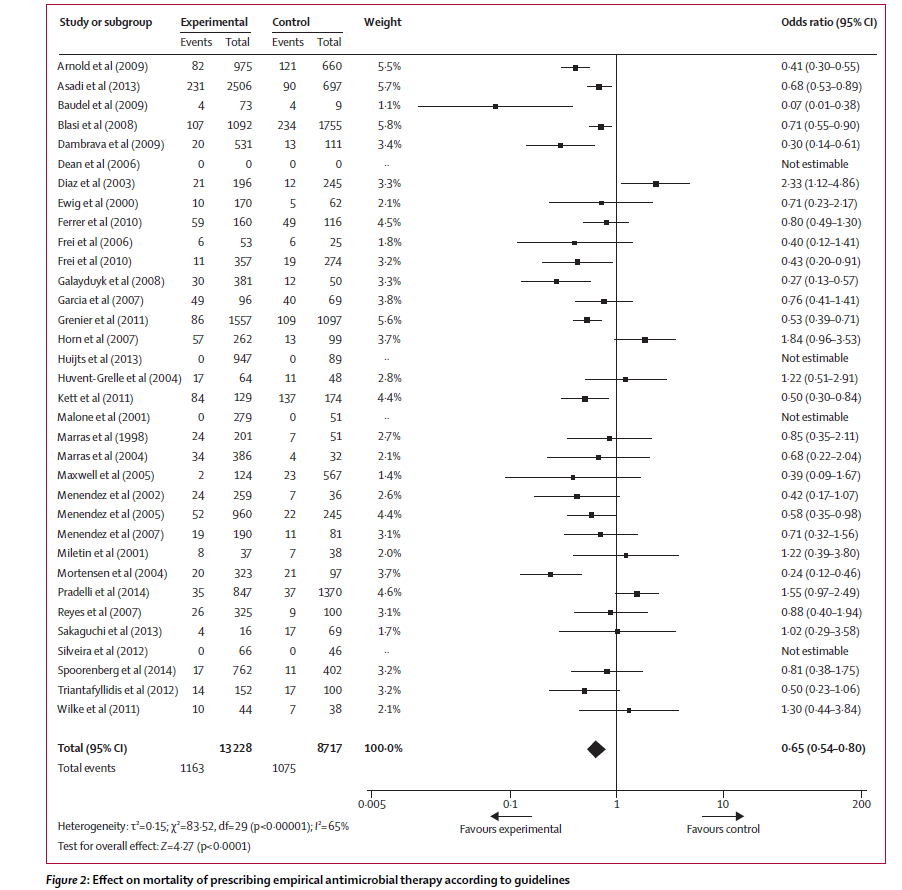 Study or subgroup Experimental Control Weight Odds ratio (95% CI)
Events Total Events Total
Arnold et al (2009) 82 975 121 660 5·5% 0·41 (0·30–0·55)
Asadi et al (2013) 231 2506 90 697 5·7% 0·68 (0·53–0·89)
Baudel et al (2009) 4 73 4 9 1·1% 0·07 (0·01–0·38)
Blasi et al (2008) 107 1092 234 1755 5·8% 0·71 (0·55–0·90)
Dambrava et al (2009) 20 531 13 111 3·4% 0·30 (0·14–0·61)
Dean et al (2006) 0 0 0 0 ·· Not estimable
Diaz et al (2003) 21 196 12 245 3·3% 2·33 (1·12–4·86)
Ewig et al (2000) 10 170 5 62 2·1% 0·71 (0·23–2·17)
Ferrer et al (2010) 59 160 49 116 4·5% 0·80 (0·49–1·30)
Frei et al (2006) 6 53 6 25 1·8% 0·40 (0·12–1·41)
Frei et al (2010) 11 357 19 274 3·2% 0·43 (0·20–0·91)
Galayduyk et al (2008) 30 381 12 50 3·3% 0·27 (0·13–0·57)
Garcia et al (2007) 49 96 40 69 3·8% 0·76 (0·41–1·41)
Grenier et al (2011) 86 1557 109 1097 5·6% 0·53 (0·39–0·71)
Horn et al (2007) 57 262 13 99 3·7% 1·84 (0·96–3·53)
Huijts et al (2013) 0 947 0 89 ·· Not estimable
Huvent-Grelle et al (2004) 17 64 11 48 2·8% 1·22 (0·51–2·91)
Kett et al (2011) 84 129 137 174 4·4% 0·50 (0·30–0·84)
Malone et al (2001) 0 279 0 51 ·· Not estimable
Marras et al (1998) 24 201 7 51 2·7% 0·85 (0·35–2·11)
Marras et al (2004) 34 386 4 32 2·1% 0·68 (0·22–2·04)
Maxwell et al (2005) 2 124 23 567 1·4% 0·39 (0·09–1·67)
Menendez et al (2002) 24 259 7 36 2·6% 0·42 (0·17–1·07)
Menendez et al (2005) 52 960 22 245 4·4% 0·58 (0·35–0·98)
Menendez et al (2007) 19 190 11 81 3·1% 0·71 (0·32–1·56)
Miletin et al (2001) 8 37 7 38 2·0% 1·22 (0·39–3·80)
Mortensen et al (2004) 20 323 21 97 3·7% 0·24 (0·12–0·46)
Pradelli et al (2014) 35 847 37 1370 4·6% 1·55 (0·97–2·49)
Reyes et al (2007) 26 325 9 100 3·1% 0·88 (0·40–1·94)
Sakaguchi et al (2013) 4 16 17 69 1·7% 1·02 (0·29–3·58)
Silveira et al (2012) 0 66 0 46 ·· Not estimable
Spoorenberg et al (2014) 17 762 11 402 3·2% 0·81 (0·38–1·75)
Triantafyllidis et al (2012) 14 152 17 100 3·2% 0·50 (0·23–1·06)
Wilke et al (2011) 10 44 7 38 2·1% 1·30 (0·44–3·84)
Total (95% CI) 13 228 8717 100·0% 0·65 (0·54–0·80)
Total events 1163 1075
0·005 0·1 1 10 200
Heterogeneity: τ²=0·15; χ²=83·52, df=29 (p<0·00001); I²=65%
Favours experimental Favours control
Test for overall effect: Z=4·27 (p<0·0001)
Figure 2: Effect on mortality of prescribing empirical antimicrobial therapy according to guidelines